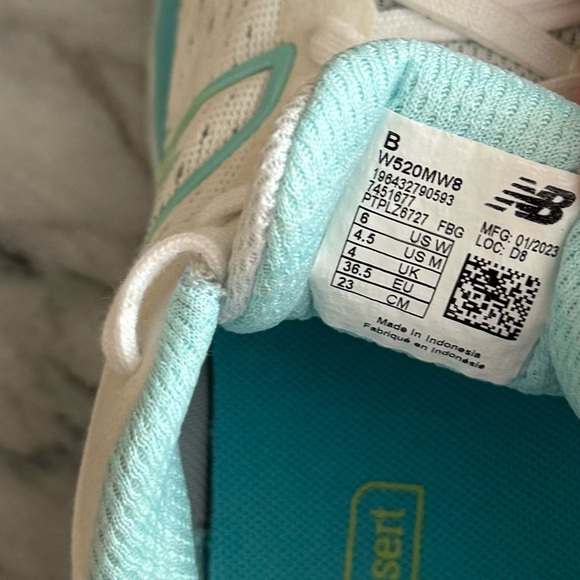 B
W520MW8
196432790593
7451677
PTPLZ6727 FBG
6 US W
4.5 US M
4 UK
36.5 EU
23 CM
NB
MFG: 01/2023
LOC: D8
Made in Indonesia
Fabriqué en Indonésie
sert